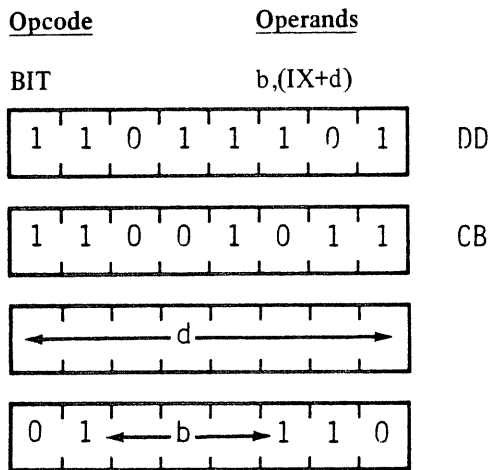 Opcode Operands
BIT b,(IX+d)
1 1 0 1 1 1 0 1 DD
1 1 0 0 1 0 1 1 CB
d
0 1 b 1 1 0